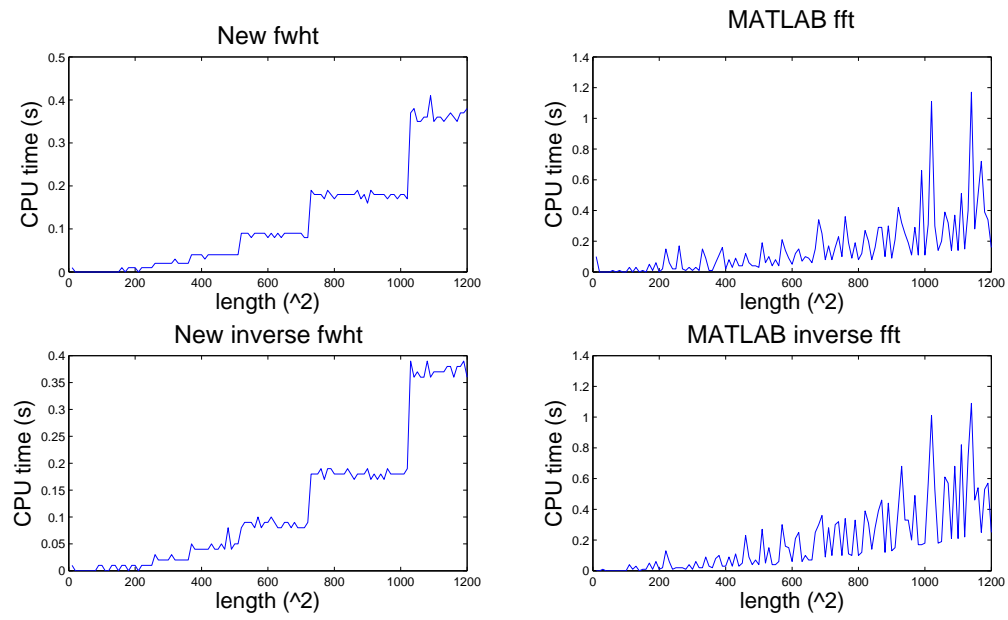 New fwht
CPU time (s)
0.5
0.4
0.3
0.2
0.1
0
0 200 400 600 800 1000 1200
length (^2)
MATLAB fft
CPU time (s)
1.4
1.2
1
0.8
0.6
0.4
0.2
0
0 200 400 600 800 1000 1200
length (^2)
New inverse fwht
CPU time (s)
0.4
0.35
0.3
0.25
0.2
0.15
0.1
0.05
0
0 200 400 600 800 1000 1200
length (^2)
MATLAB inverse fft
CPU time (s)
1.4
1.2
1
0.8
0.6
0.4
0.2
0
0 200 400 600 800 1000 1200
length (^2)